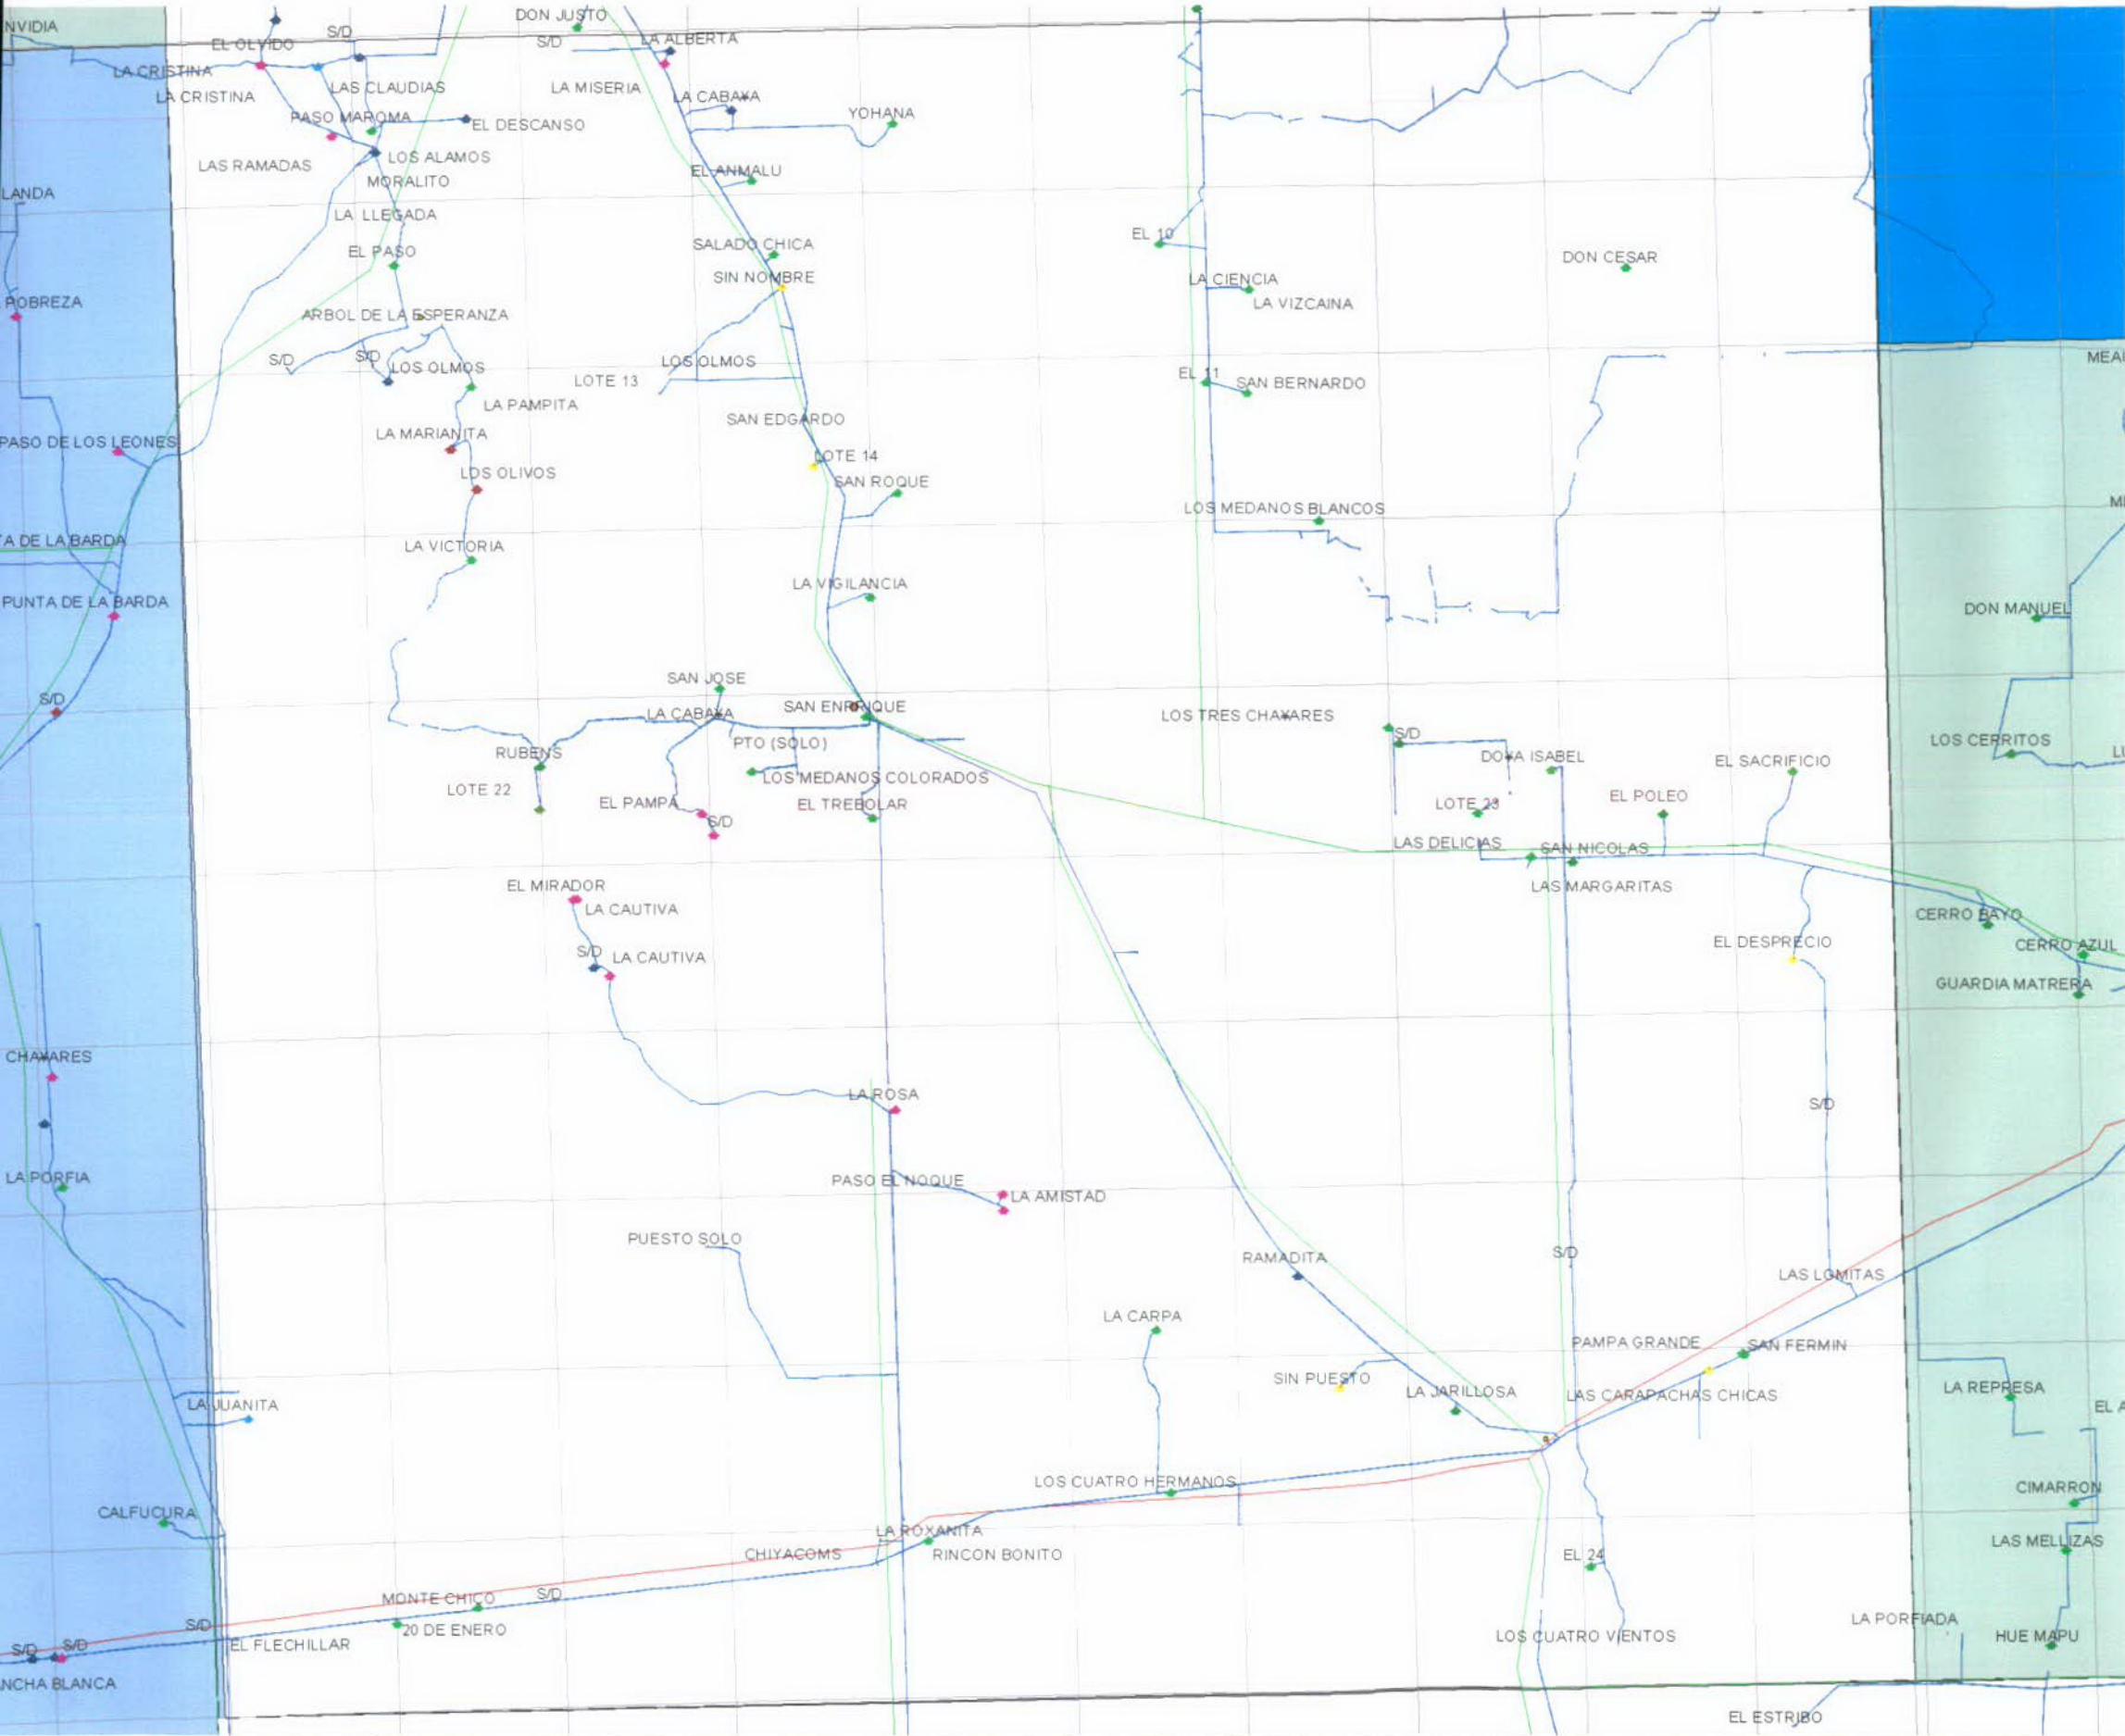 NVIDIA
DON JUSTO
EL OLVIDO
S/D
S/D
LA ALBERTA
LA CRISTINA
LA CRISTINA
LAS CLAUDIAS
LA MISERIA
LA CABAÑA
YOHANA
PASO MAROMA
EL DESCANSO
LAS RAMADAS
LOS ALAMOS
MORALITO
EL ANMALU
LANDA
LA LLEGADA
EL PASO
SALADO CHICA
EL 10
DON CESAR
SIN NOMBRE
LA CIENCIA
LA VIZCAINA
POBREZA
ARBOL DE LA ESPERANZA
S/D
S/D
LOS OLMOS
LOS OLMOS
LOTE 13
EL 11
SAN BERNARDO
MEA
LA PAMPITA
SAN EDGARDO
LA MARIANITA
PASO DE LOS LEONES
LOTE 14
LOS OLIVOS
SAN ROQUE
LOS MEDANOS BLANCOS
A DE LA BARDA
LA VICTORIA
LA VIGILANCIA
PUNTA DE LA BARDA
DON MANUEL
SAN JOSE
S/D
LA CABAÑA
SAN ENRIQUE
LOS TRES CHAÑARES
S/D
PTO (SOLO)
RUBENS
LOS CERRITOS
DOÑA ISABEL
EL SACRIFICIO
LOS MEDANOS COLORADOS
LOTE 22
EL PAMPA
EL TREBOLAR
LOTE 23
EL POLEO
S/D
LAS DELICIAS
SAN NICOLAS
EL MIRADOR
LAS MARGARITAS
LA CAUTIVA
CERRO BAYO
EL DESPRECIO
CERRO AZUL
S/D
LA CAUTIVA
GUARDIA MATRERA
CHAÑARES
LA ROSA
S/D
LA PORFIA
PASO EL NOQUE
LA AMISTAD
PUESTO SOLO
RAMADITA
S/D
LAS LOMITAS
LA CARPA
PAMPA GRANDE
SAN FERMIN
SIN PUESTO
LA JARILLOSA
LAS CARAPACHAS CHICAS
LA REPRESA
LA JUANITA
EL A
LOS CUATRO HERMANOS
CIMARRON
CALFUCURA
LA ROXANITA
CHIYACOMS
RINCON BONITO
EL 24
LAS MELLIZAS
MONTE CHICO
S/D
S/D
20 DE ENERO
LA PORFIADA
EL FLECHILLAR
LOS CUATRO VIENTOS
HUE MAPU
S/D
S/D
NCHA BLANCA
EL ESTRIBO